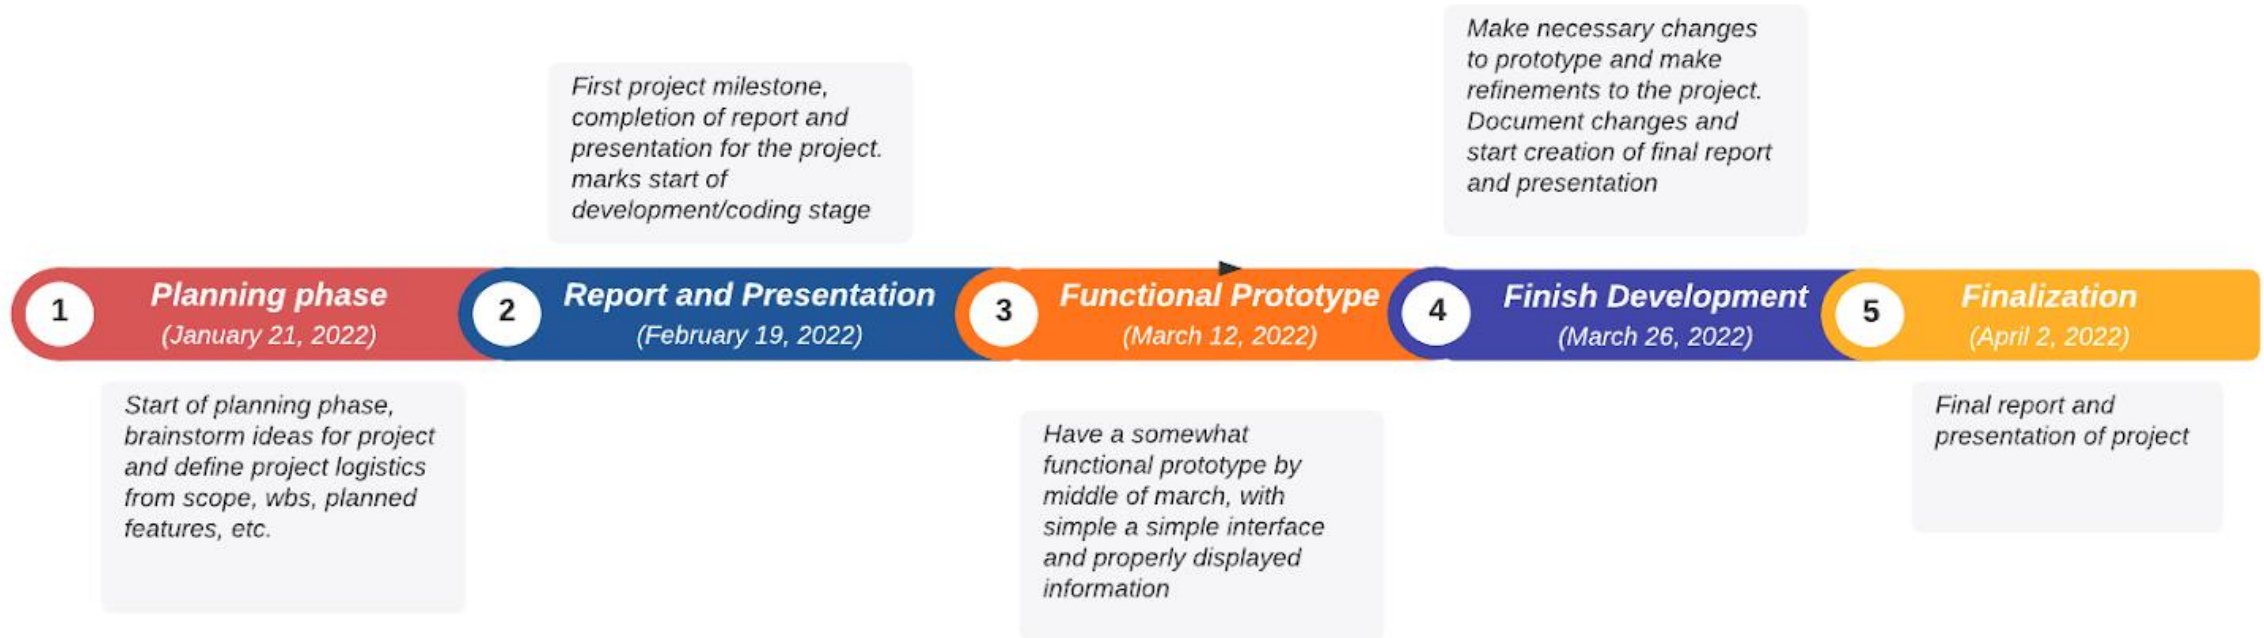 1
Planning phase
(January 21, 2022)
Start of planning phase,
brainstorm ideas for project
and define project logistics
from scope, wbs, planned
features, etc.
First project milestone,
completion of report and
presentation for the project.
marks start of
development/coding stage
2
Report and Presentation
(February 19, 2022)
3
Functional Prototype
(March 12, 2022)
Have a somewhat
functional prototype by
middle of march, with
simple a simple interface
and properly displayed
information
Make necessary changes
to prototype and make
refinements to the project.
Document changes and
start creation of final report
and presentation
4
Finish Development
(March 26, 2022)
5
Finalization
(April 2, 2022)
Final report and
presentation of project